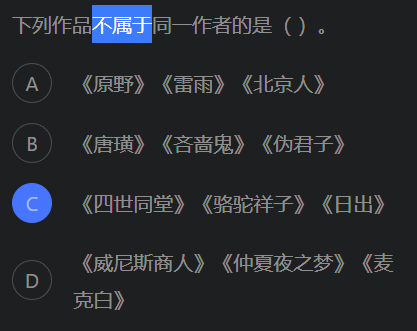 下列作品不属于同一作者的是（ ）。
A 《原野》《雷雨》《北京人》
B 《唐璜》《吝啬鬼》《伪君子》
C 《四世同堂》《骆驼祥子》《日出》
D 《威尼斯商人》《仲夏夜之梦》《麦
克白》